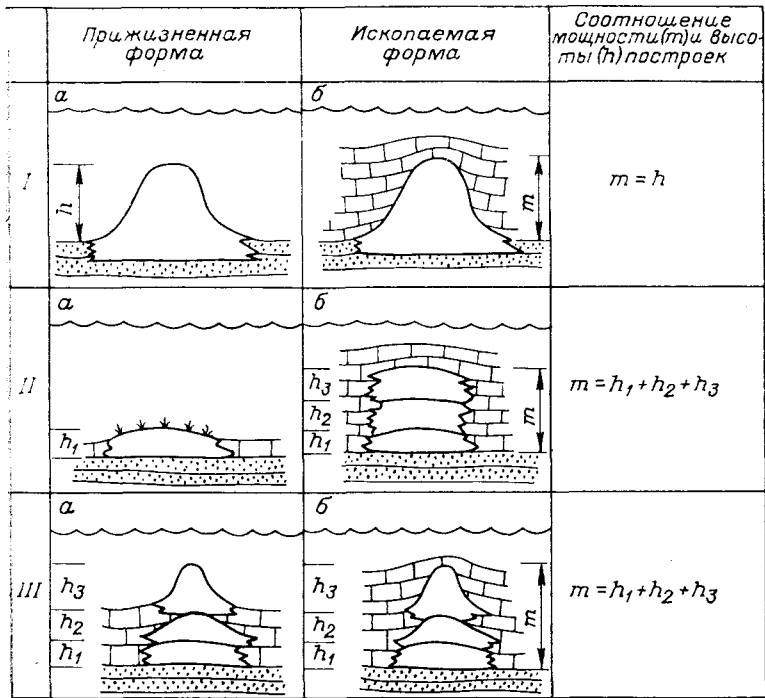 Прижизненная
форма
Ископаемая
форма
Соотношение
мощности(m) и высо-
ты (h) построек
I
а
h
б
m
m = h
II
а
h₁
б
h₃
h₂
h₁
m
m = h₁ + h₂ + h₃
III
а
h₃
h₂
h₁
б
h₃
h₂
h₁
m
m = h₁ + h₂ + h₃